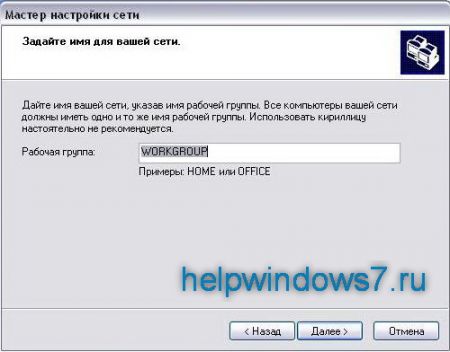 Мастер настройки сети
Задайте имя для вашей сети.
Дайте имя вашей сети, указав имя рабочей группы. Все компьютеры вашей сети
должны иметь одно и то же имя рабочей группы. Использовать кириллицу
настоятельно не рекомендуется.
Рабочая группа: WORKGROUP
Примеры: HOME или OFFICE
helpwindows7.ru
< Назад Далее > Отмена